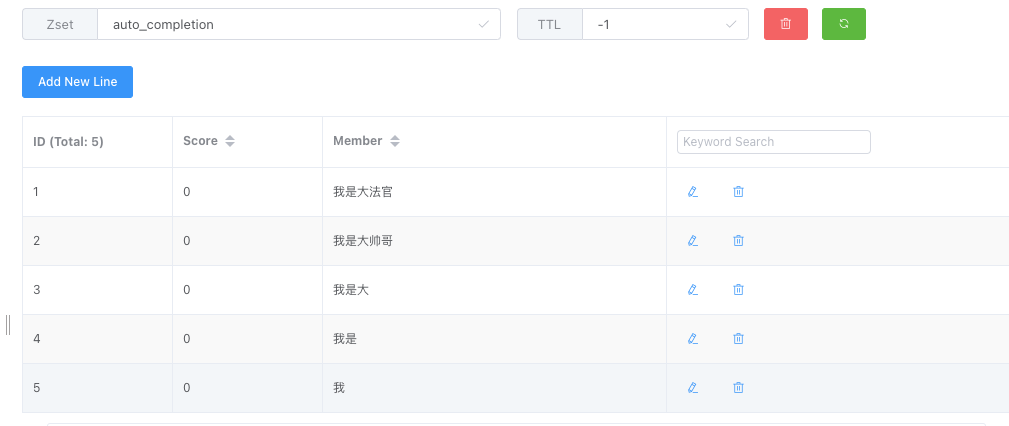 Zset auto_completion TTL -1
Add New Line
ID (Total: 5) Score Member Keyword Search
1 0 我是大法官
2 0 我是大帅哥
3 0 我是大
4 0 我是
5 0 我